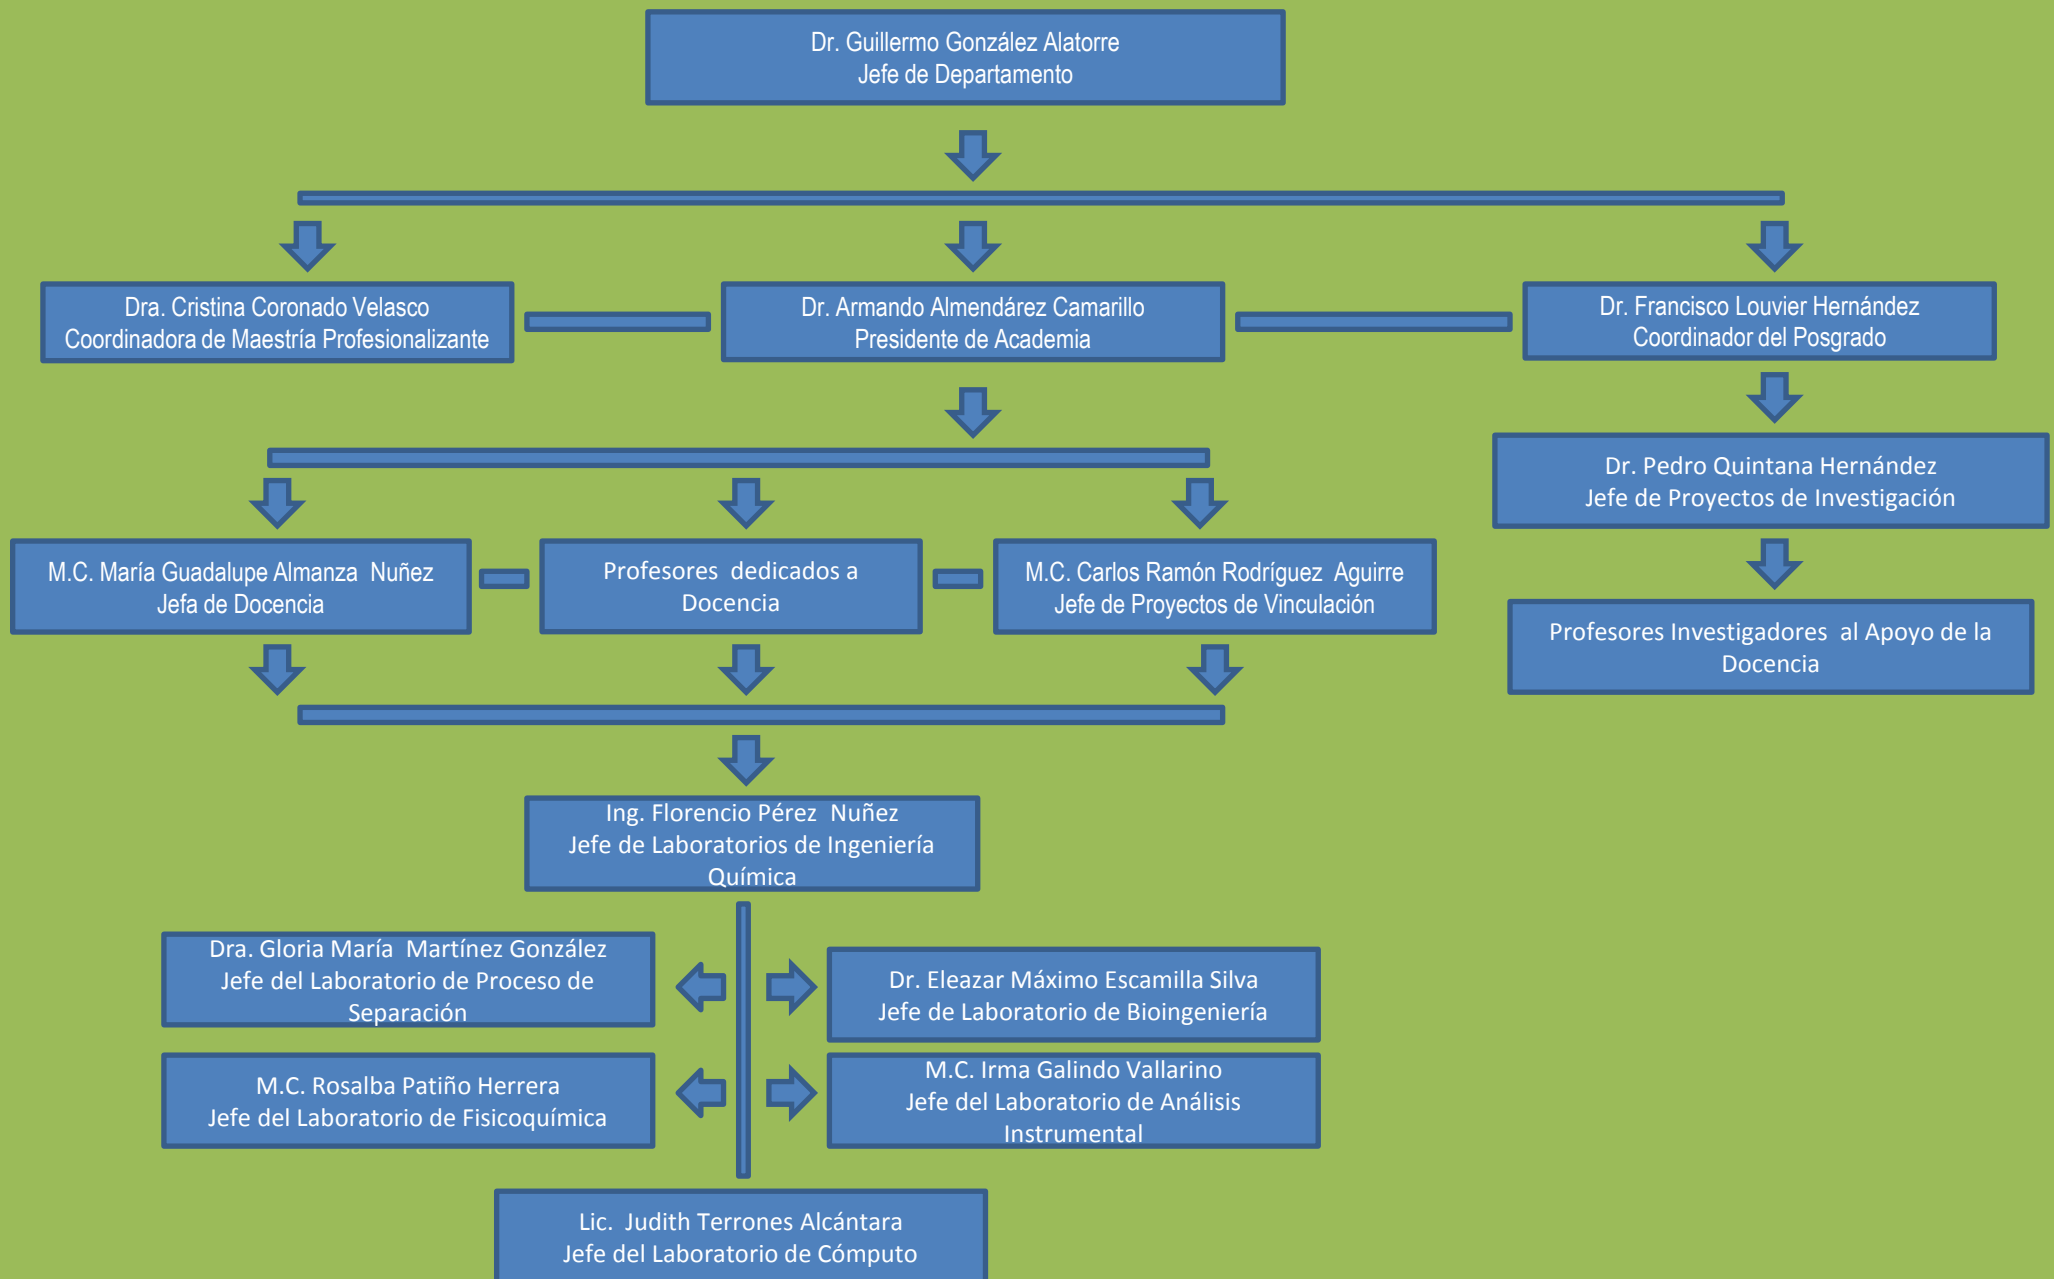 Dr. Guillermo González Alatorre
Jefe de Departamento
Dra. Cristina Coronado Velasco
Coordinadora de Maestría Profesionalizante
Dr. Armando Almendárez Camarillo
Presidente de Academia
Dr. Francisco Louvier Hernández
Coordinador del Posgrado
Dr. Pedro Quintana Hernández
Jefe de Proyectos de Investigación
M.C. María Guadalupe Almanza Nuñez
Jefa de Docencia
Profesores dedicados a
Docencia
M.C. Carlos Ramón Rodríguez Aguirre
Jefe de Proyectos de Vinculación
Profesores Investigadores al Apoyo de la
Docencia
Ing. Florencio Pérez Nuñez
Jefe de Laboratorios de Ingeniería
Química
Dra. Gloria María Martínez González
Jefe del Laboratorio de Proceso de
Separación
Dr. Eleazar Máximo Escamilla Silva
Jefe de Laboratorio de Bioingeniería
M.C. Rosalba Patiño Herrera
Jefe del Laboratorio de Fisicoquímica
M.C. Irma Galindo Vallarino
Jefe del Laboratorio de Análisis
Instrumental
Lic. Judith Terrones Alcántara
Jefe del Laboratorio de Cómputo